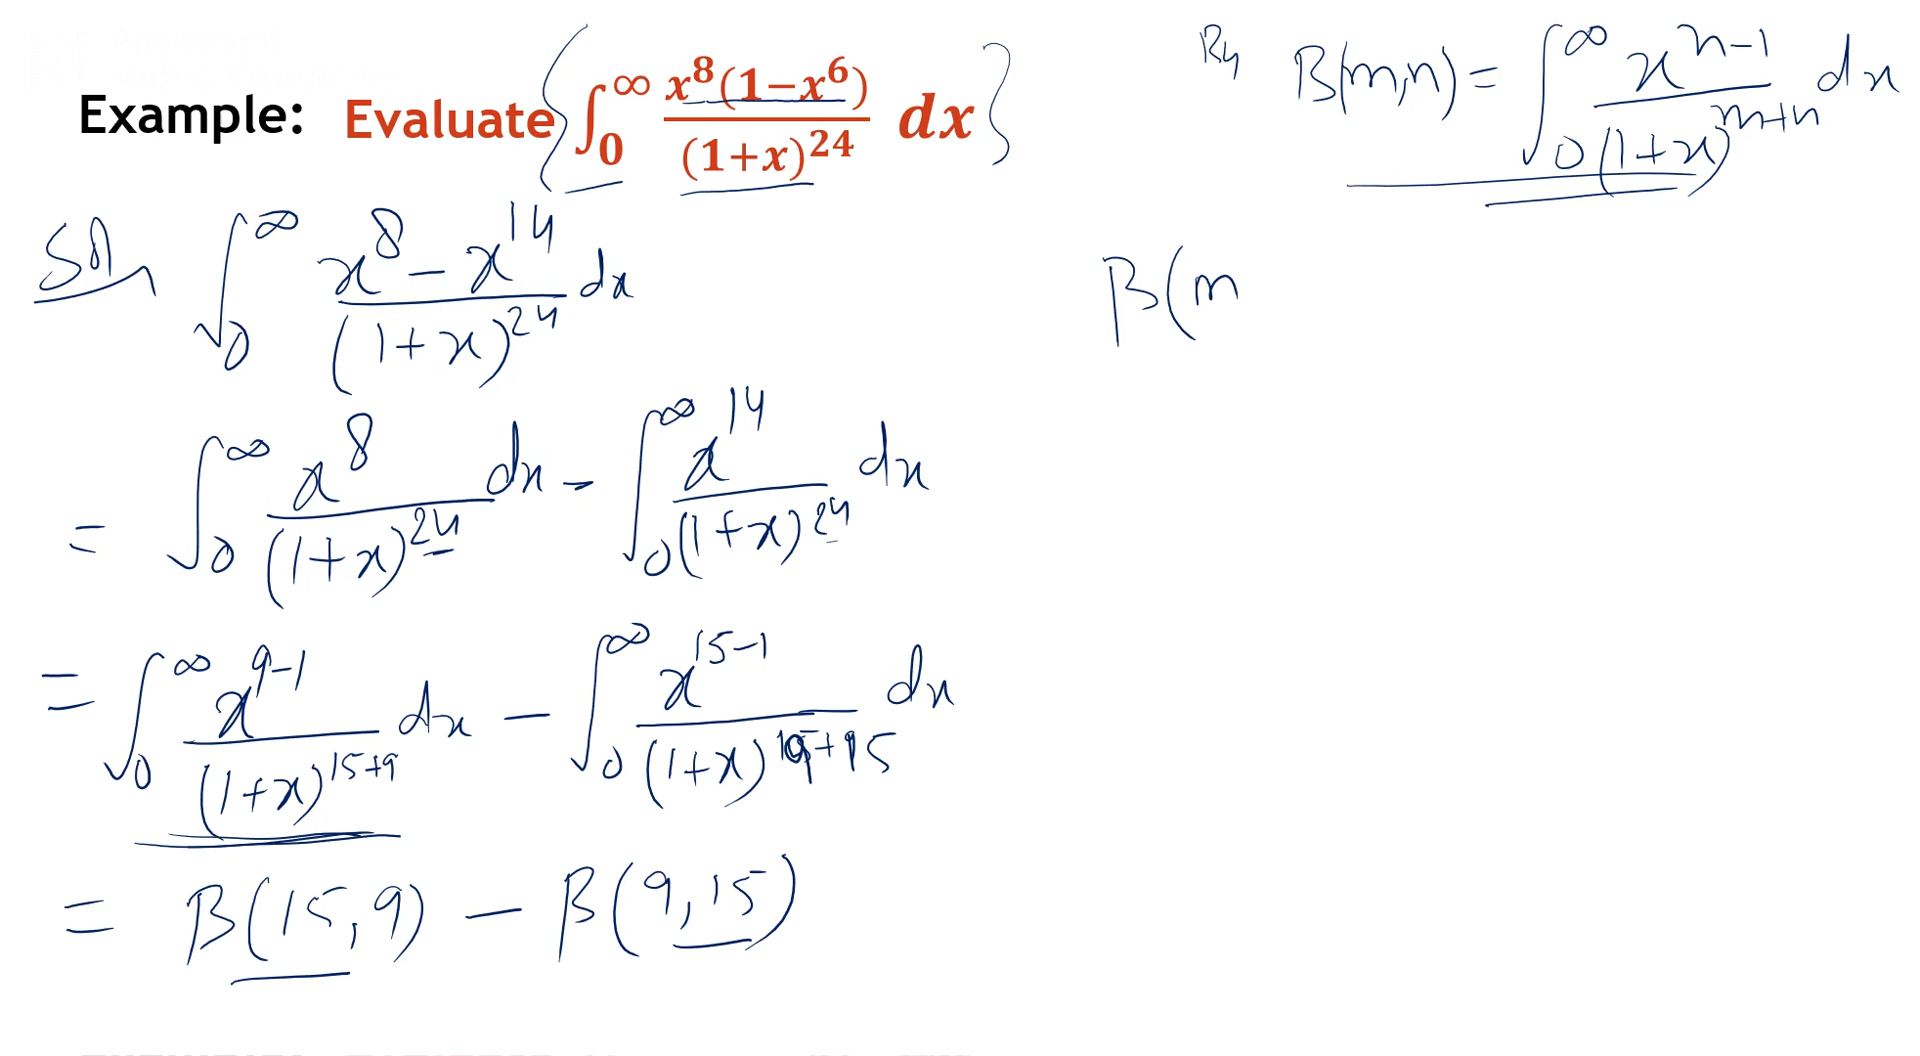 Example: Evaluate { ∫₀^∞ x⁸(1−x⁶)/(1+x)²⁴ dx }
By β(m,n) = ∫₀^∞ x^(n-1)/(1+x)^(m+n) dx
Soln ∫₀^∞ (x⁸ − x¹⁴)/(1+x)²⁴ dx
β(m
= ∫₀^∞ x⁸/(1+x)²⁴ dx − ∫₀^∞ x¹⁴/(1+x)²⁴ dx
= ∫₀^∞ x^(9-1)/(1+x)^(15+9) dx − ∫₀^∞ x^(15-1)/(1+x)^(9+15) dx
= β(15,9) − β(9,15)